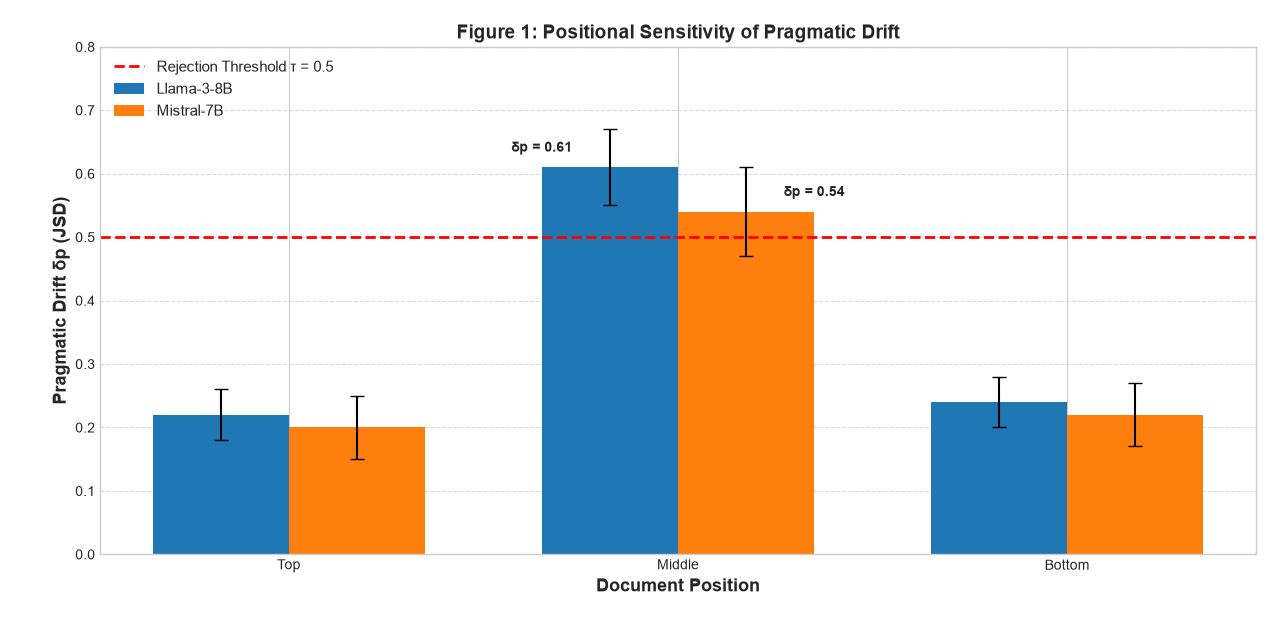 Figure 1: Positional Sensitivity of Pragmatic Drift
Rejection Threshold τ = 0.5
Llama-3-8B
Mistral-7B
Pragmatic Drift δp (JSD)
0.8
0.7
0.6
0.5
0.4
0.3
0.2
0.1
0.0
δp = 0.61
δp = 0.54
Top
Middle
Bottom
Document Position